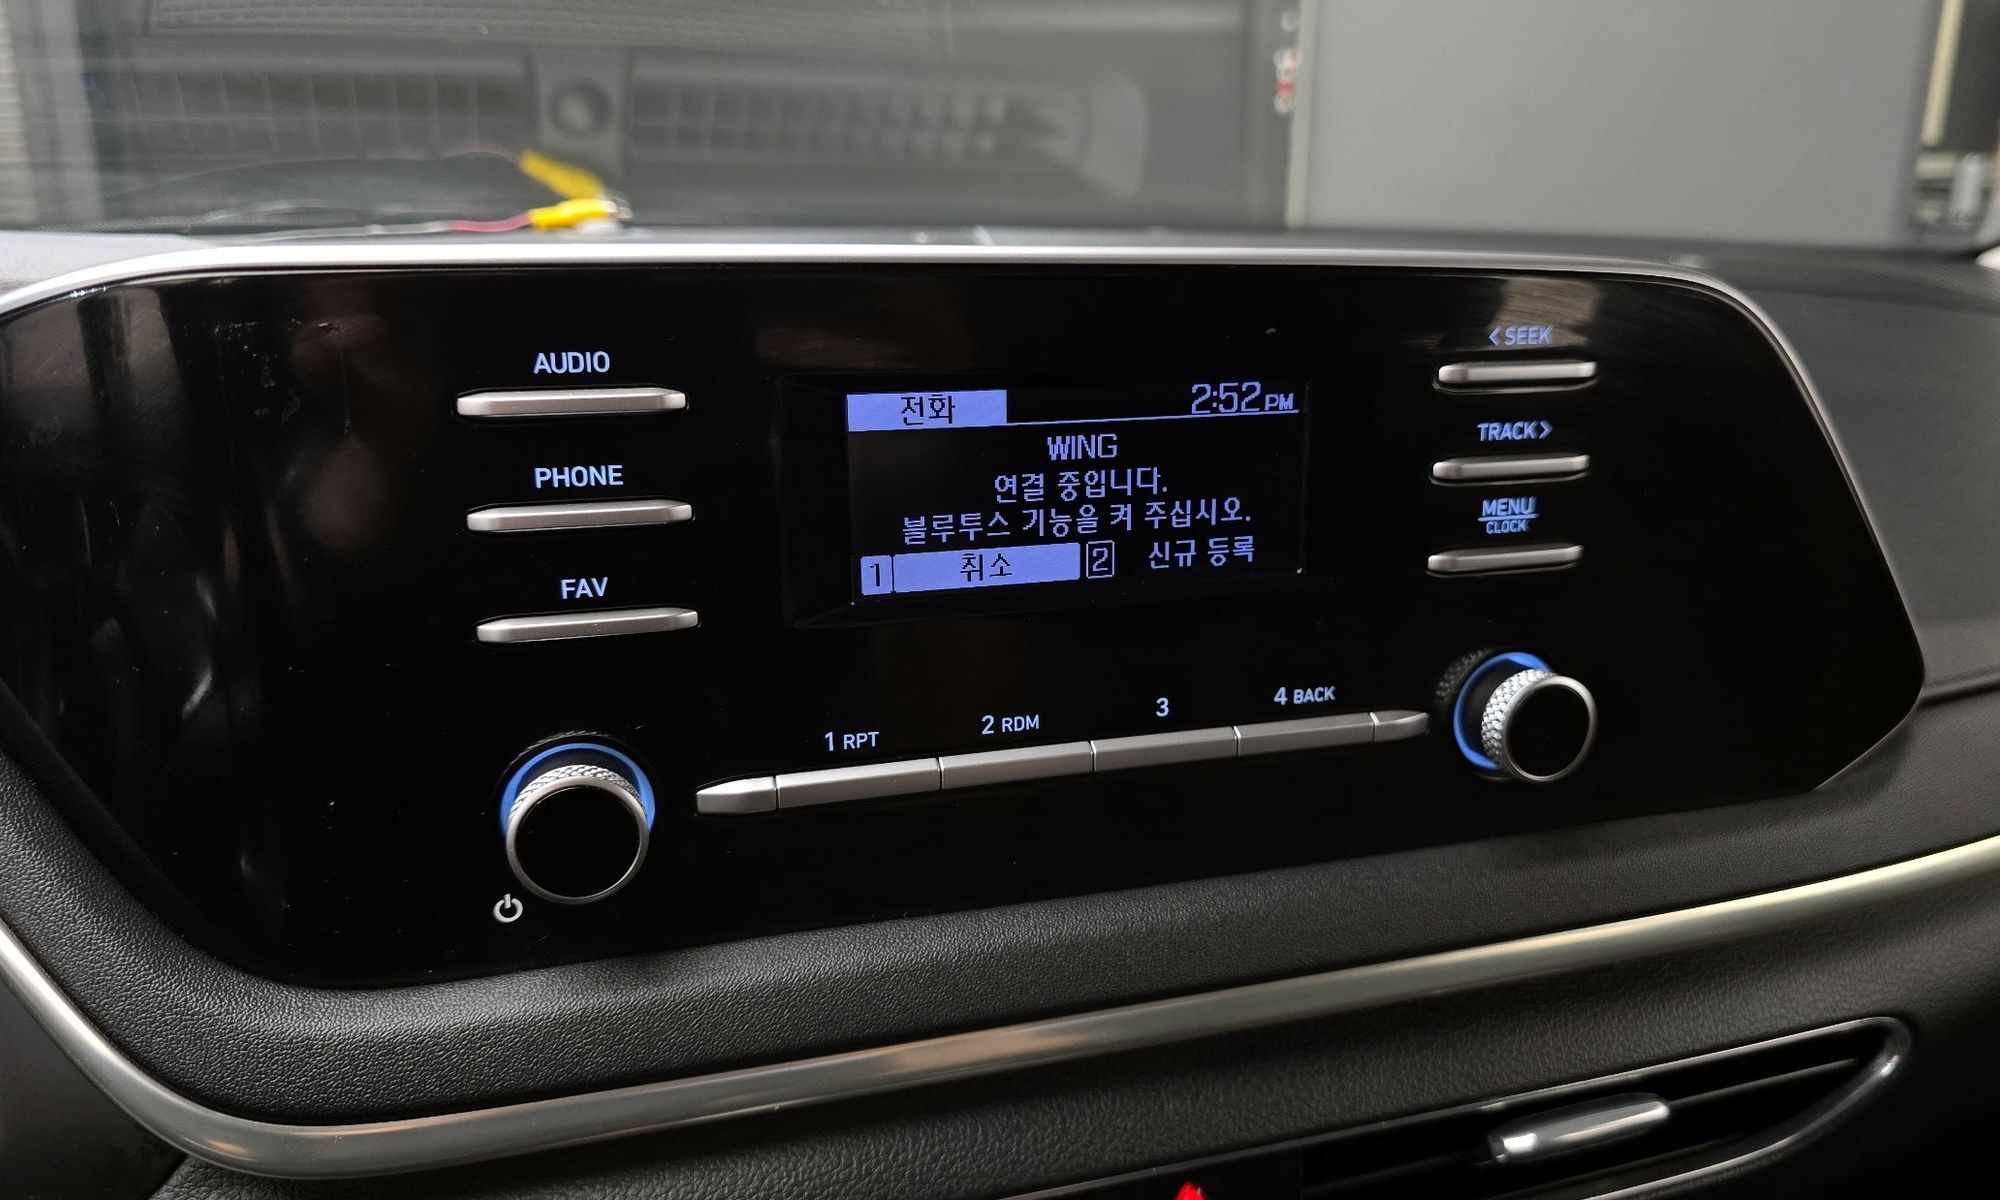 AUDIO
PHONE
FAV
전화 2:52 PM
WING
연결 중입니다.
블루투스 기능을 켜 주십시오.
1 취소 2 신규 등록
< SEEK
TRACK >
MENU
CLOCK
1 RPT
2 RDM
3
4 BACK